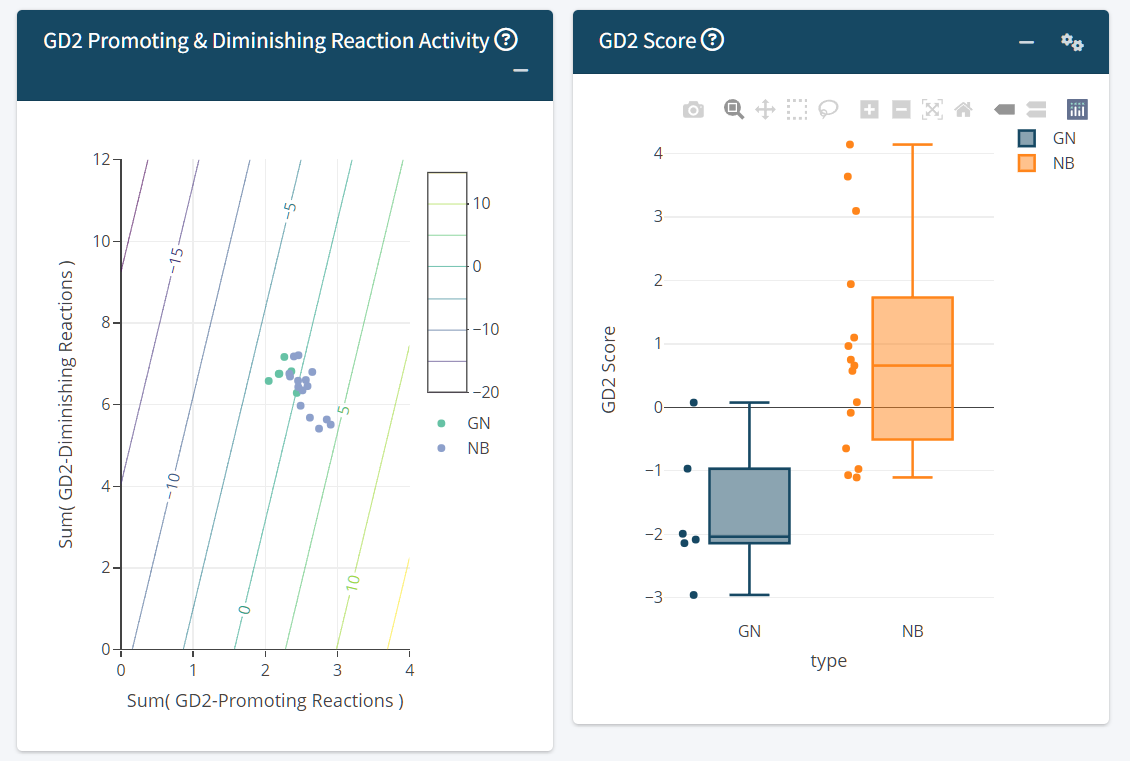 GD2 Promoting & Diminishing Reaction Activity ?
12
10
8
6
4
2
0
0 1 2 3 4
Sum( GD2-Diminishing Reactions )
Sum( GD2-Promoting Reactions )
−15
−5
−10
0
5
10
10
0
−10
−20
GN
NB
GD2 Score ?
GN
NB
4
3
2
1
0
−1
−2
−3
GD2 Score
GN NB
type